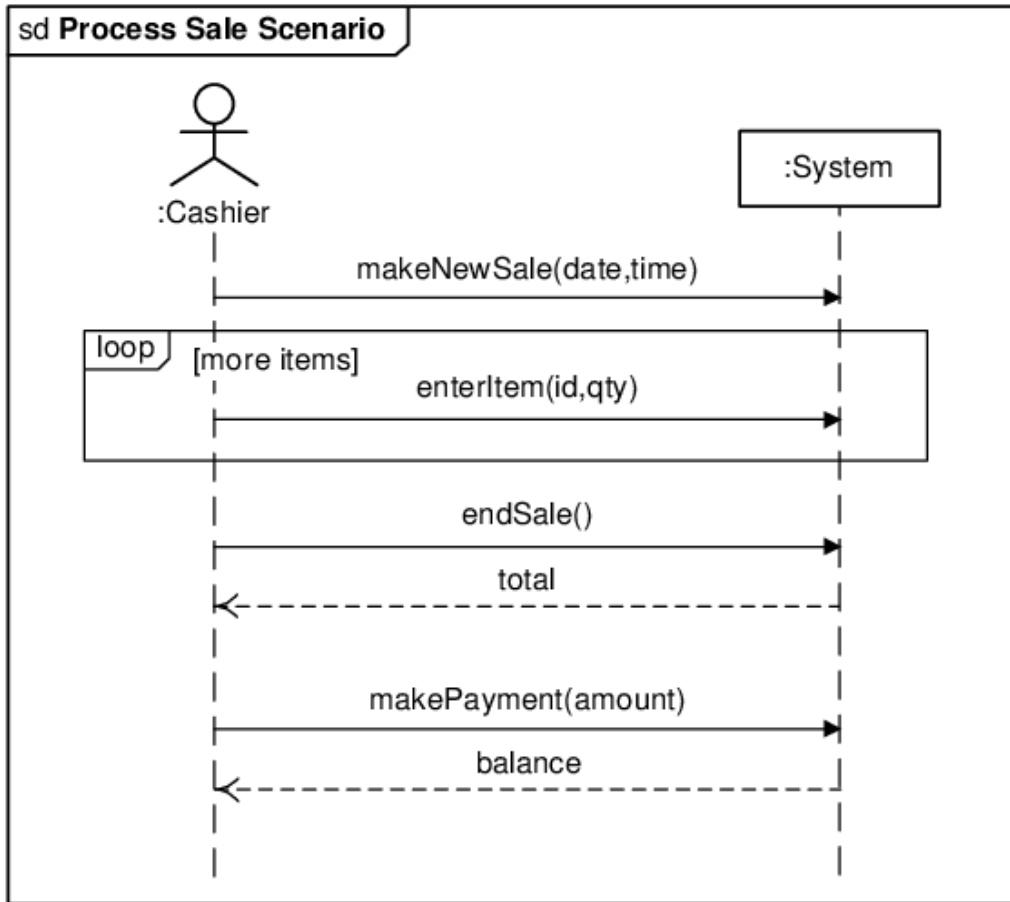 sd Process Sale Scenario
:Cashier
:System
makeNewSale(date,time)
loop
[more items]
enterItem(id,qty)
endSale()
total
makePayment(amount)
balance